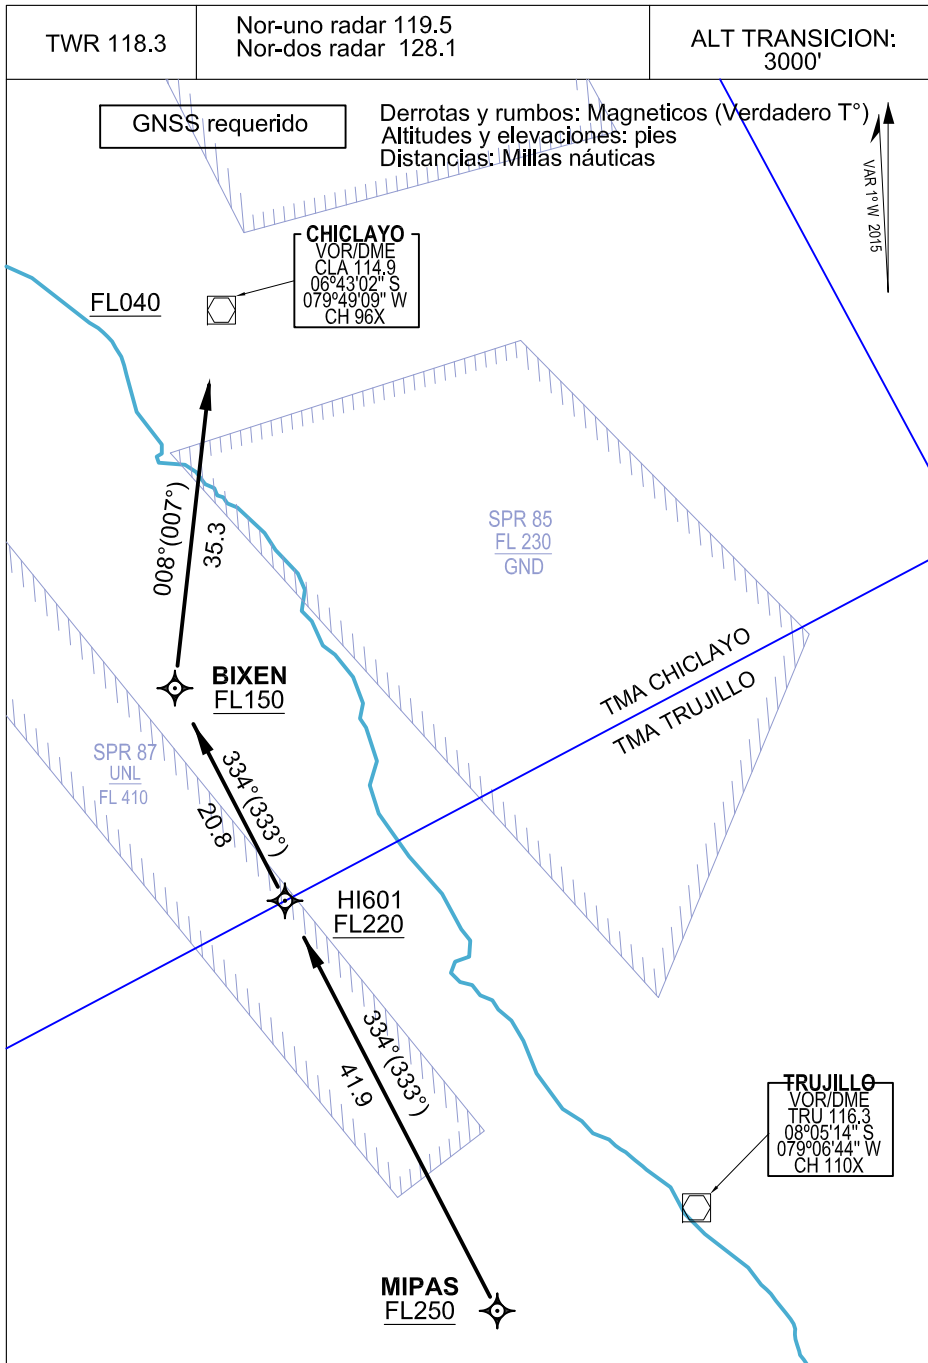 TWR 118.3
Nor-uno radar 119.5
Nor-dos radar 128.1
ALT TRANSICION:
3000'
GNSS requerido
Derrotas y rumbos: Magneticos (Verdadero T°)
Altitudes y elevaciones: pies
Distancias: Millas náuticas
VAR 1° W 2015
CHICLAYO
VOR/DME
CLA 114.9
06°43'02" S
079°49'09" W
CH 96X
FL040
008°(007°)
35.3
SPR 85
FL 230
GND
TMA CHICLAYO
TMA TRUJILLO
BIXEN
FL150
SPR 87
UNL
FL 410
334°(333°)
20.8
HI601
FL220
334°(333°)
41.9
TRUJILLO
VOR/DME
TRU 116.3
08°05'14" S
079°06'44" W
CH 110X
MIPAS
FL250